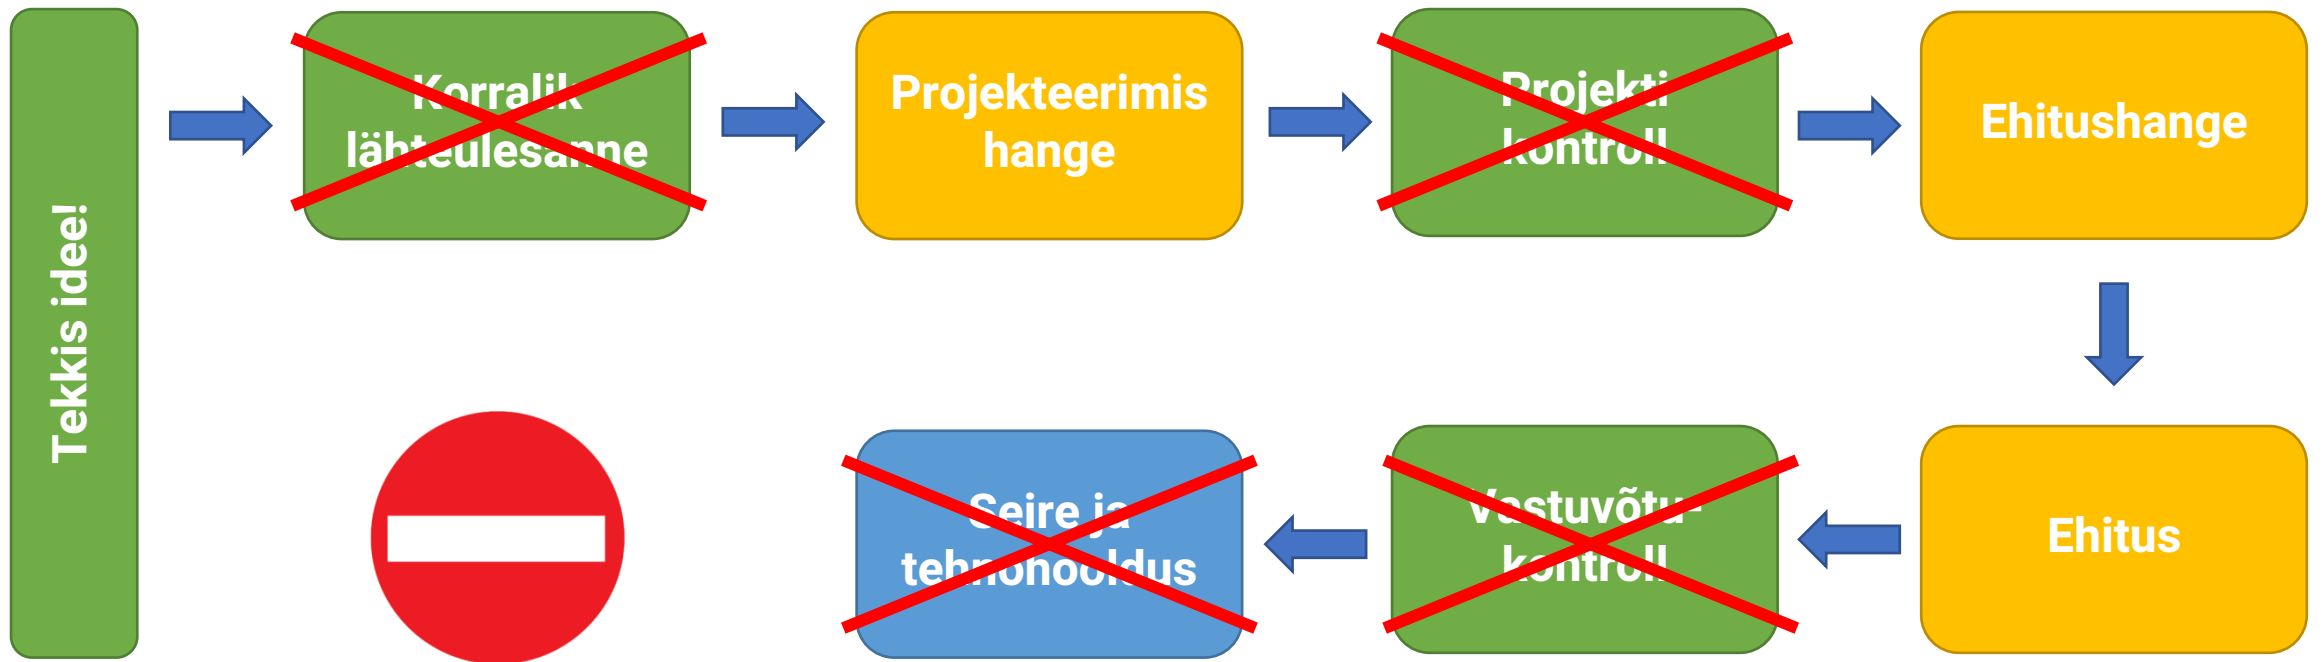 Tekkis idee!
Korralik
lähteülesanne
Projekteerimis
hange
Projekti
kontroll
Ehitushange
Ehitus
Vastuvõtu-
kontroll
Seire ja
tehnohooldus